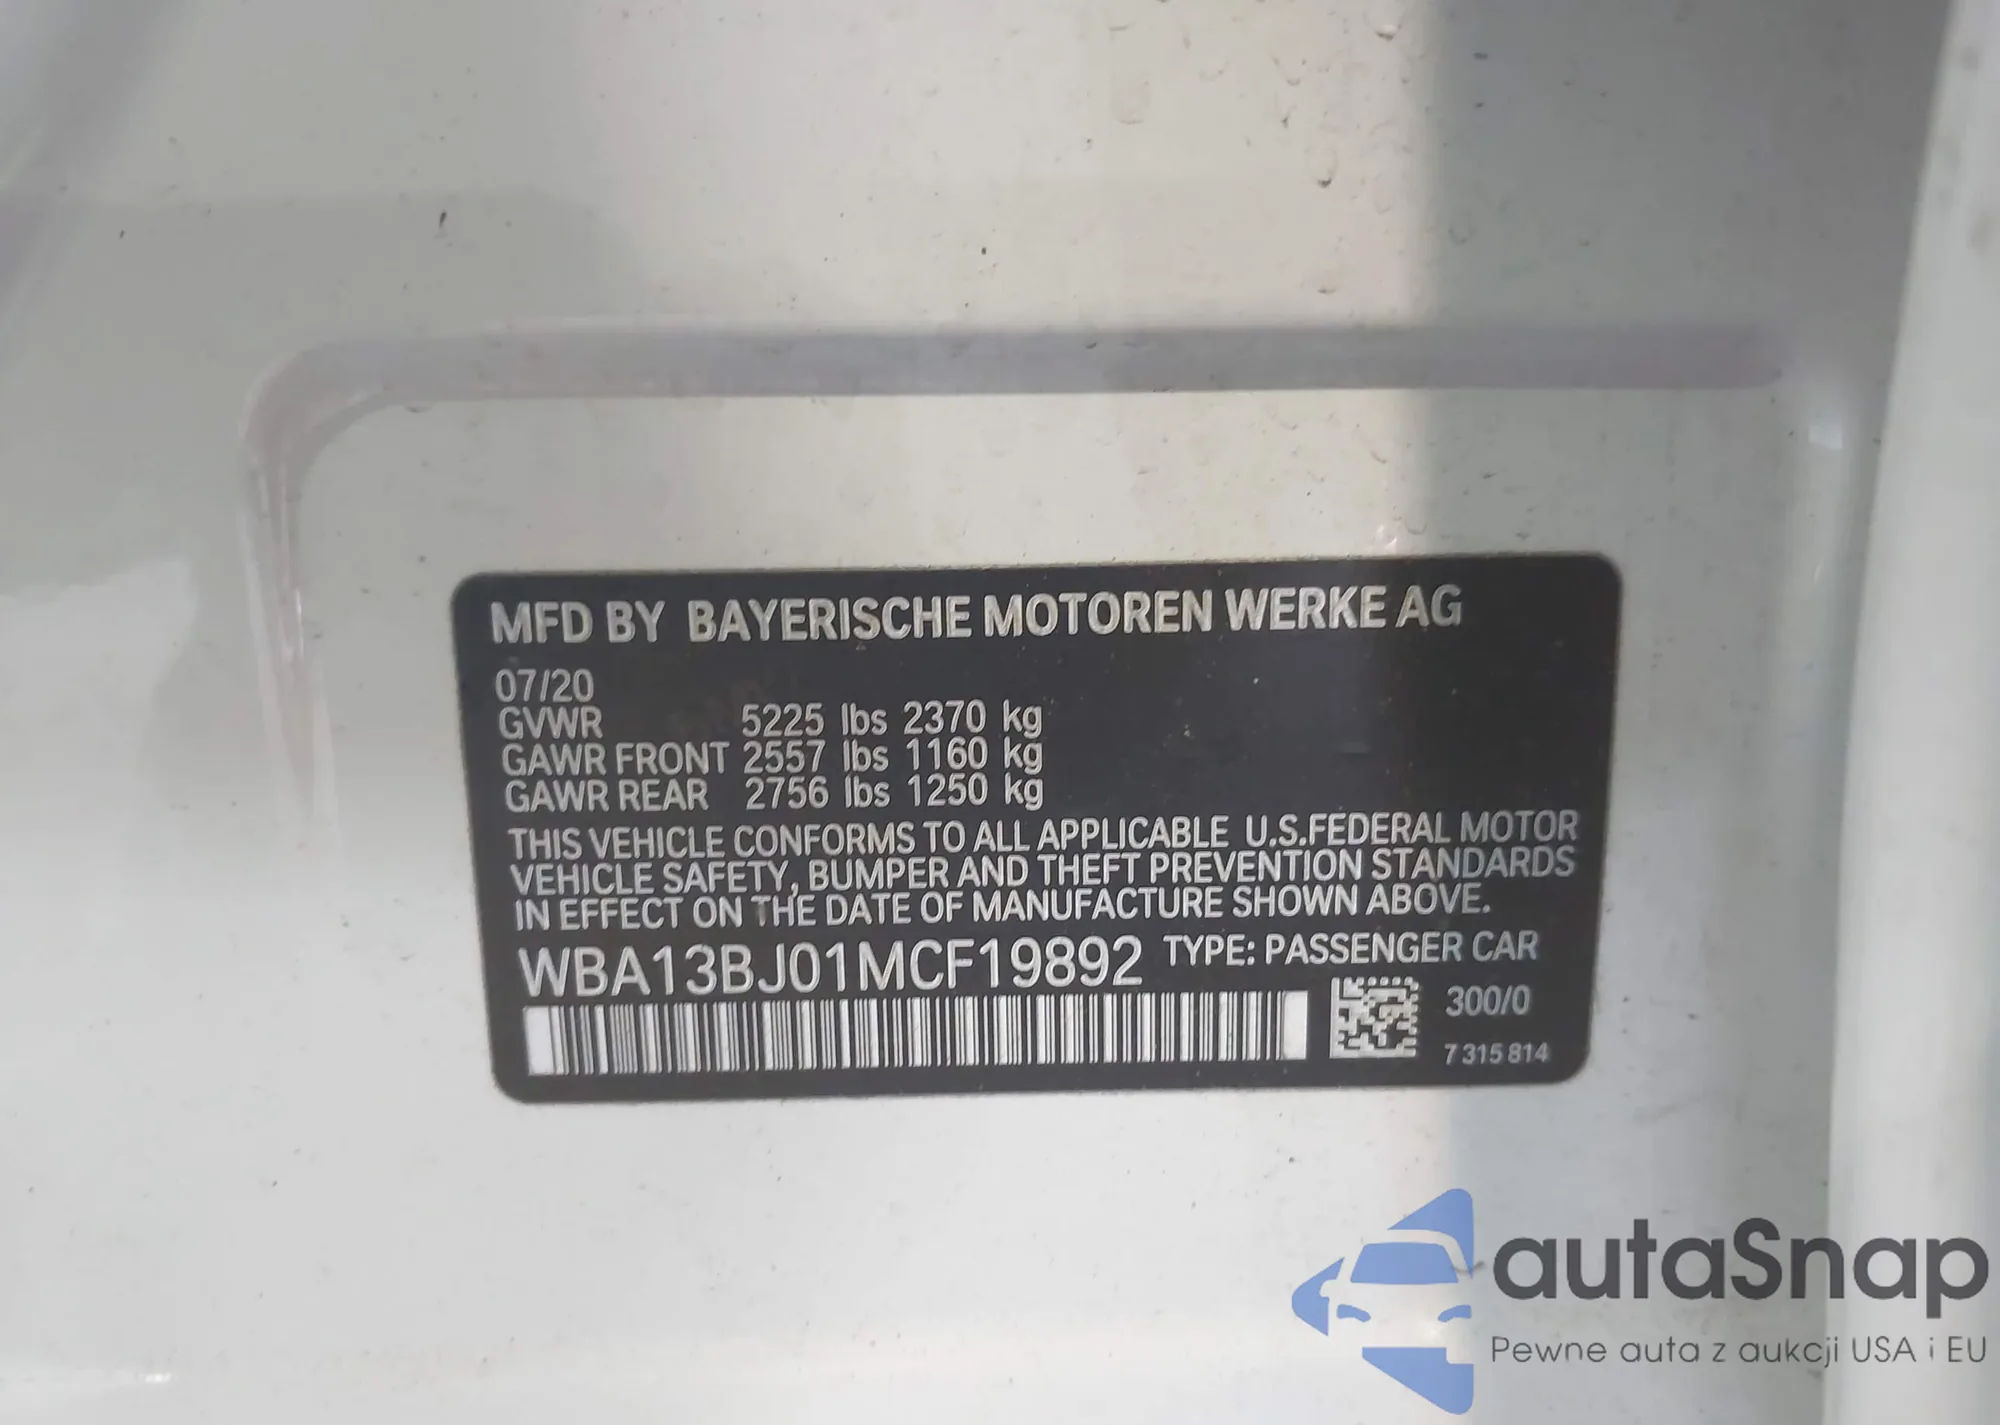 MFD BY BAYERISCHE MOTOREN WERKE AG
07/20
GVWR 5225 lbs 2370 kg
GAWR FRONT 2557 lbs 1160 kg
GAWR REAR 2756 lbs 1250 kg
THIS VEHICLE CONFORMS TO ALL APPLICABLE U.S.FEDERAL MOTOR
VEHICLE SAFETY, BUMPER AND THEFT PREVENTION STANDARDS
IN EFFECT ON THE DATE OF MANUFACTURE SHOWN ABOVE.
WBA13BJ01MCF19892 TYPE: PASSENGER CAR
300/0
7 315 814
autaSnap
Pewne auta z aukcji USA i EU